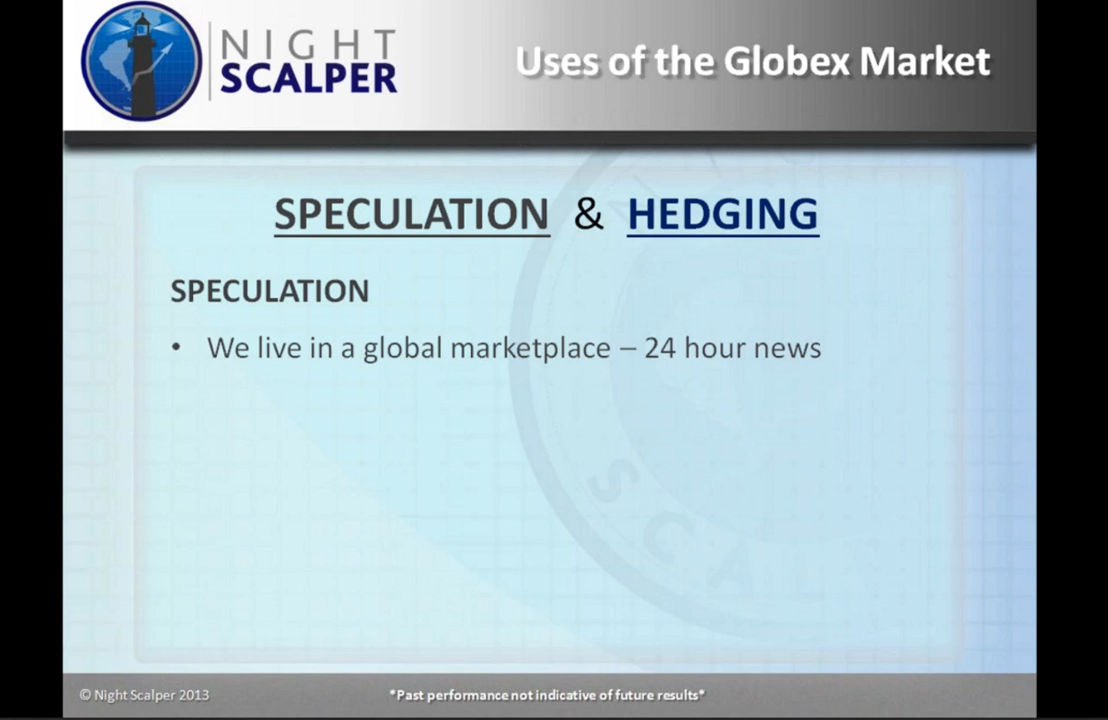 NIGHT
SCALPER
Uses of the Globex Market
SPECULATION & HEDGING
SPECULATION
• We live in a global marketplace – 24 hour news
SCAL
© Night Scalper 2013
*Past performance not indicative of future results*